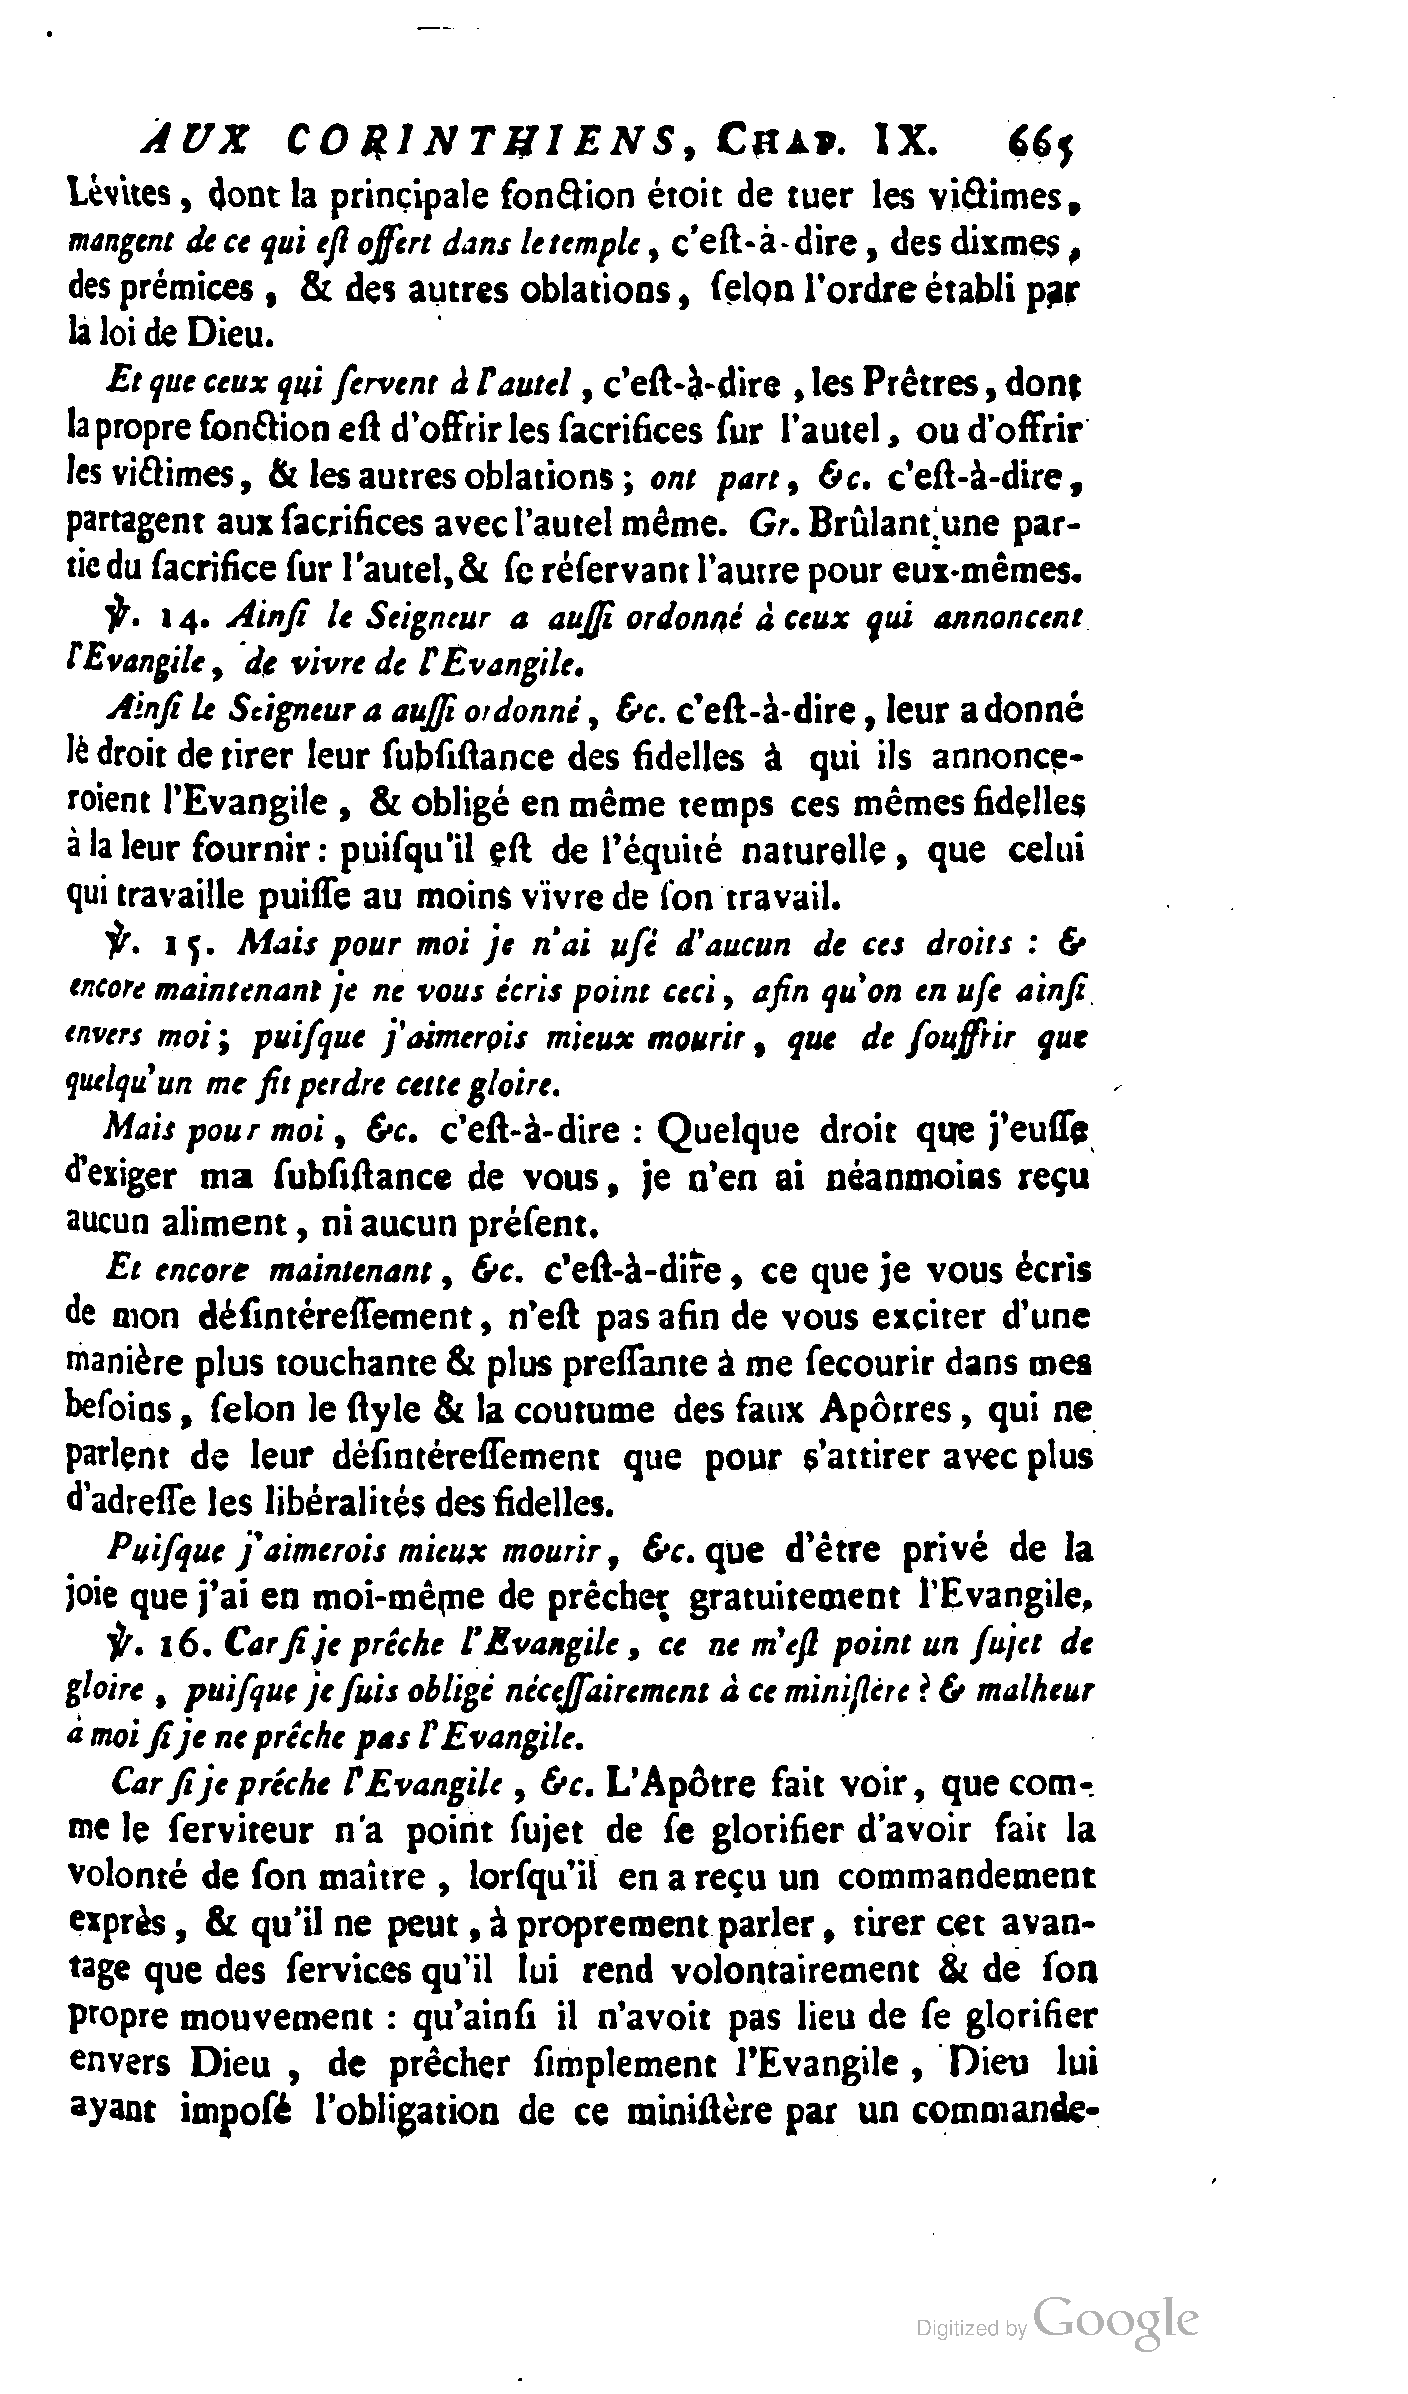 AUX CORINTHIENS, CHAP. IX. 665
Lévites, dont la principale fonction étoit de tuer les victimes,
mangent de ce qui eſt offert dans le temple, c'eſt-à-dire, des dixmes,
des prémices, & des autres oblations, ſelon l'ordre établi par
la loi de Dieu.
Et que ceux qui ſervent à l'autel, c'eſt-à-dire, les Prêtres, dont
la propre fonction eſt d'offrir les ſacrifices ſur l'autel, ou d'offrir
les victimes, & les autres oblations; ont part, &c. c'eſt-à-dire,
partagent aux ſacrifices avec l'autel même. Gr. Brûlant une par-
tie du ſacrifice ſur l'autel, & ſe réſervant l'autre pour eux-mêmes.
℣. 14. Ainſi le Seigneur a auſſi ordonné à ceux qui annoncent
l'Evangile, de vivre de l'Evangile.
Ainſi le Seigneur a auſſi ordonné, &c. c'eſt-à-dire, leur a donné
le droit de tirer leur ſubſiſtance des fidelles à qui ils annonce-
roient l'Evangile, & obligé en même temps ces mêmes fidelles
à la leur fournir: puiſqu'il eſt de l'équité naturelle, que celui
qui travaille puiſſe au moins vivre de ſon travail.
℣. 15. Mais pour moi je n'ai uſé d'aucun de ces droits : &
encore maintenant je ne vous écris point ceci, afin qu'on en uſe ainſi
envers moi; puiſque j'aimerois mieux mourir, que de ſouffrir que
quelqu'un me fit perdre cette gloire.
Mais pour moi, &c. c'eſt-à-dire : Quelque droit que j'euſſe
d'exiger ma ſubſiſtance de vous, je n'en ai néanmoins reçu
aucun aliment, ni aucun préſent.
Et encore maintenant, &c. c'eſt-à-dire, ce que je vous écris
de mon déſintéreſſement, n'eſt pas afin de vous exciter d'une
manière plus touchante & plus preſſante à me ſecourir dans mes
beſoins, ſelon le ſtyle & la coutume des faux Apôtres, qui ne
parlent de leur déſintéreſſement que pour s'attirer avec plus
d'adreſſe les libéralités des fidelles.
Puiſque j'aimerois mieux mourir, &c. que d'être privé de la
joie que j'ai en moi-même de prêcher gratuitement l'Evangile,
℣. 16. Car ſi je prêche l'Evangile, ce ne m'eſt point un ſujet de
gloire, puiſque je ſuis obligé néceſſairement à ce miniſtère ? & malheur
à moi ſi je ne prêche pas l'Evangile.
Car ſi je prêche l'Evangile, &c. L'Apôtre fait voir, que com-
me le ſerviteur n'a point ſujet de ſe glorifier d'avoir fait la
volonté de ſon maître, lorſqu'il en a reçu un commandement
exprès, & qu'il ne peut, à proprement parler, tirer cet avan-
tage que des ſervices qu'il lui rend volontairement & de ſon
propre mouvement : qu'ainſi il n'avoit pas lieu de ſe glorifier
envers Dieu, de prêcher ſimplement l'Evangile, Dieu lui
ayant impoſé l'obligation de ce miniſtère par un commande-
Digitized by Google